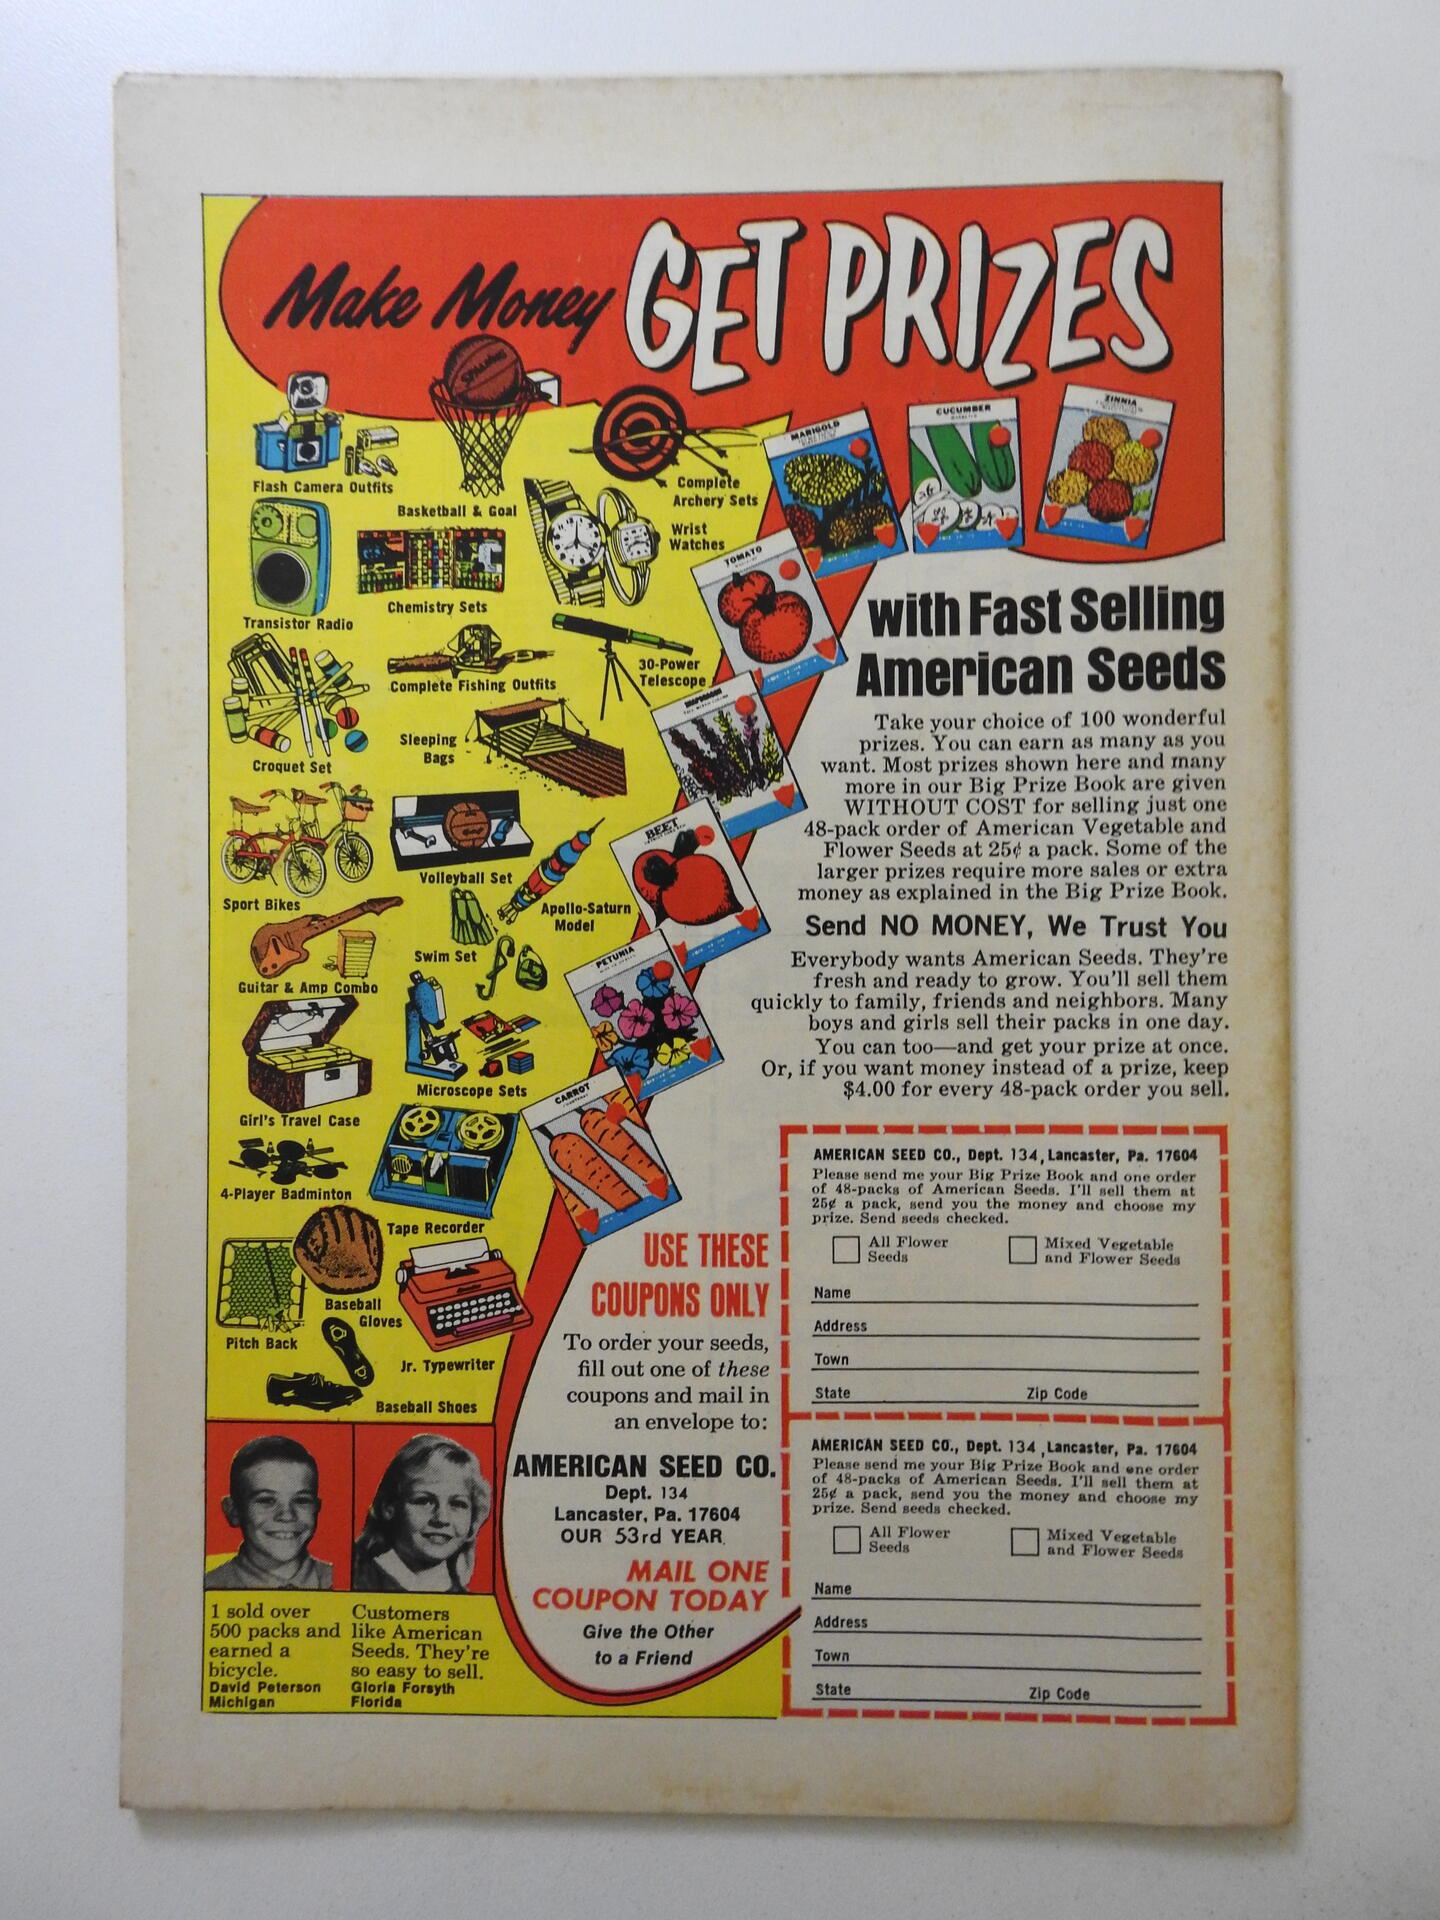 Make Money GET PRIZES
SPALDING
Flash Camera Outfits
Basketball & Goal
Complete
Archery Sets
Wrist
Watches
Transistor Radio
Chemistry Sets
Complete Fishing Outfits
30-Power
Telescope
Croquet Set
Sleeping
Bags
Sport Bikes
Volleyball Set
Apollo-Saturn
Model
Guitar & Amp Combo
Swim Set
Girl's Travel Case
Microscope Sets
4-Player Badminton
Tape Recorder
Pitch Back
Baseball
Gloves
Jr. Typewriter
Baseball Shoes
MARIGOLD
CUCUMBER
ZINNIA
TOMATO
SNAPDRAGON
BEET
PETUNIA
CARROT
with Fast Selling
American Seeds
Take your choice of 100 wonderful
prizes. You can earn as many as you
want. Most prizes shown here and many
more in our Big Prize Book are given
WITHOUT COST for selling just one
48-pack order of American Vegetable and
Flower Seeds at 25¢ a pack. Some of the
larger prizes require more sales or extra
money as explained in the Big Prize Book.
Send NO MONEY, We Trust You
Everybody wants American Seeds. They're
fresh and ready to grow. You'll sell them
quickly to family, friends and neighbors. Many
boys and girls sell their packs in one day.
You can too—and get your prize at once.
Or, if you want money instead of a prize, keep
$4.00 for every 48-pack order you sell.
USE THESE
COUPONS ONLY
To order your seeds,
fill out one of these
coupons and mail in
an envelope to:
AMERICAN SEED CO.
Dept. 134
Lancaster, Pa. 17604
OUR 53rd YEAR
MAIL ONE
COUPON TODAY
Give the Other
to a Friend
1 sold over
500 packs and
earned a
bicycle.
David Peterson
Michigan
Customers
like American
Seeds. They're
so easy to sell.
Gloria Forsyth
Florida
AMERICAN SEED CO., Dept. 134, Lancaster, Pa. 17604
Please send me your Big Prize Book and one order
of 48-packs of American Seeds. I'll sell them at
25¢ a pack, send you the money and choose my
prize. Send seeds checked.
All Flower
Seeds
Mixed Vegetable
and Flower Seeds
Name
Address
Town
State Zip Code
AMERICAN SEED CO., Dept. 134, Lancaster, Pa. 17604
Please send me your Big Prize Book and one order
of 48-packs of American Seeds. I'll sell them at
25¢ a pack, send you the money and choose my
prize. Send seeds checked.
All Flower
Seeds
Mixed Vegetable
and Flower Seeds
Name
Address
Town
State Zip Code